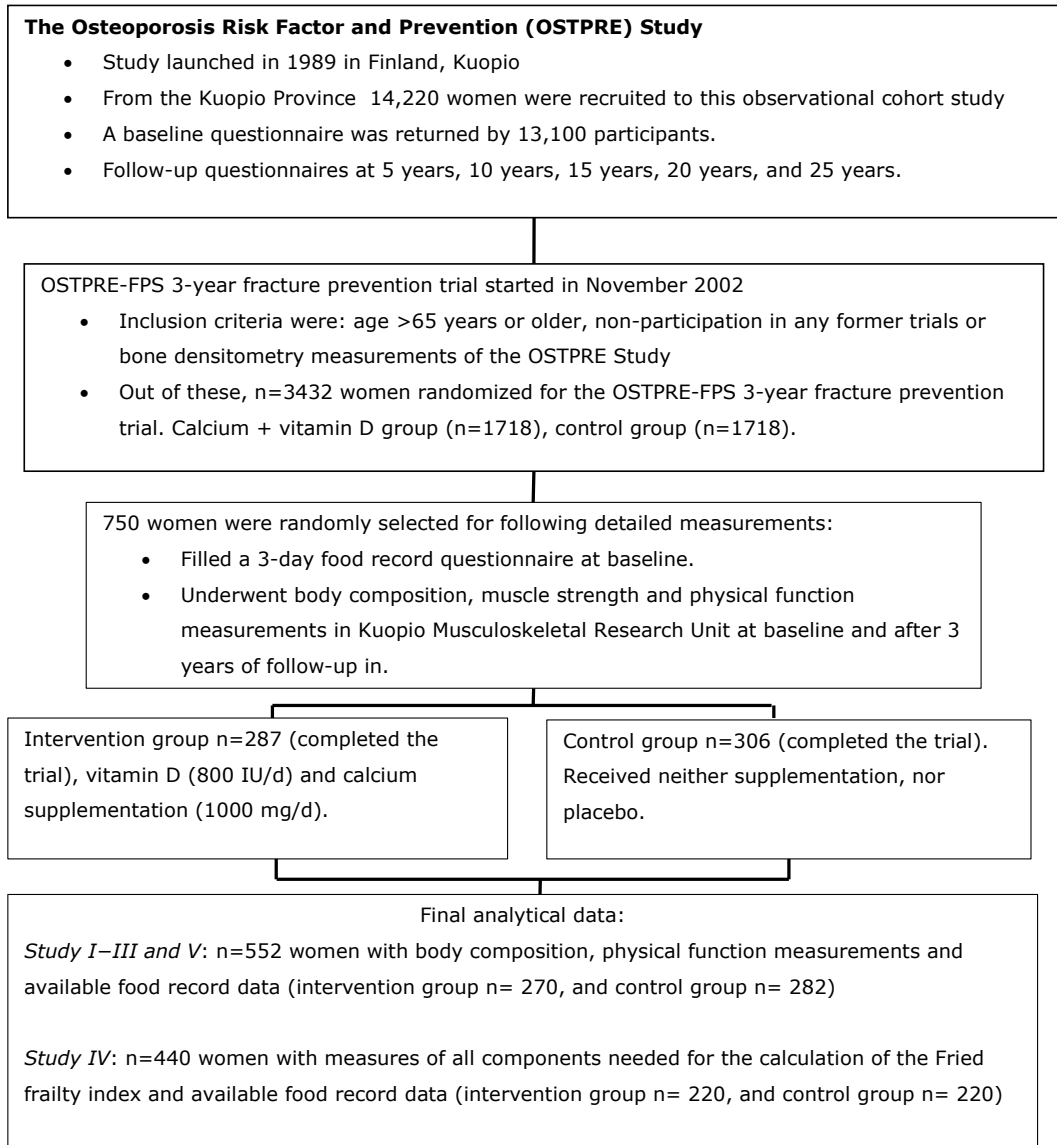 The Osteoporosis Risk Factor and Prevention (OSTPRE) Study
• Study launched in 1989 in Finland, Kuopio
• From the Kuopio Province 14,220 women were recruited to this observational cohort study
• A baseline questionnaire was returned by 13,100 participants.
• Follow-up questionnaires at 5 years, 10 years, 15 years, 20 years, and 25 years.
OSTPRE-FPS 3-year fracture prevention trial started in November 2002
• Inclusion criteria were: age >65 years or older, non-participation in any former trials or
bone densitometry measurements of the OSTPRE Study
• Out of these, n=3432 women randomized for the OSTPRE-FPS 3-year fracture prevention
trial. Calcium + vitamin D group (n=1718), control group (n=1718).
750 women were randomly selected for following detailed measurements:
• Filled a 3-day food record questionnaire at baseline.
• Underwent body composition, muscle strength and physical function
measurements in Kuopio Musculoskeletal Research Unit at baseline and after 3
years of follow-up in.
Intervention group n=287 (completed the
trial), vitamin D (800 IU/d) and calcium
supplementation (1000 mg/d).
Control group n=306 (completed the trial).
Received neither supplementation, nor
placebo.
Final analytical data:
Study I−III and V: n=552 women with body composition, physical function measurements and
available food record data (intervention group n= 270, and control group n= 282)
Study IV: n=440 women with measures of all components needed for the calculation of the Fried
frailty index and available food record data (intervention group n= 220, and control group n= 220)